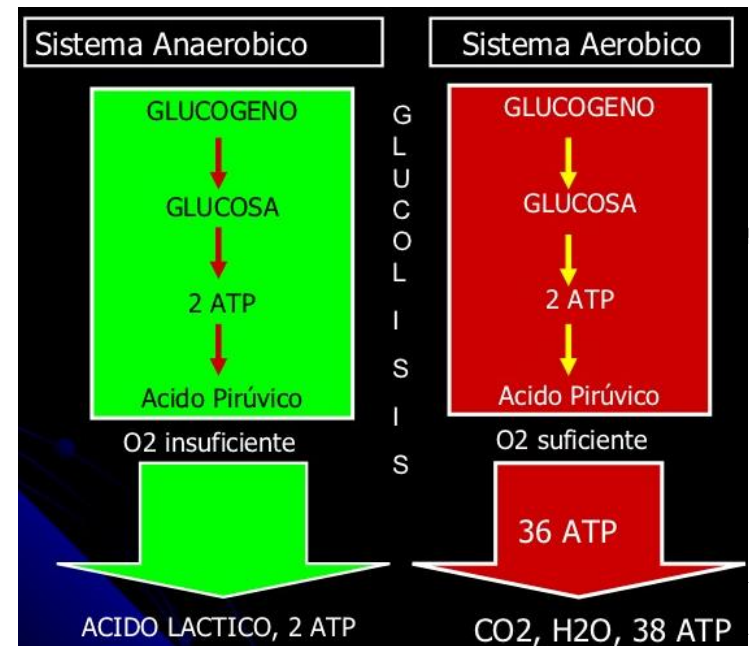 Sistema Anaerobico
GLUCOGENO
GLUCOSA
2 ATP
Acido Pirúvico
O2 insuficiente
ACIDO LACTICO, 2 ATP
G
L
U
C
O
L
I
S
I
S
Sistema Aerobico
GLUCOGENO
GLUCOSA
2 ATP
Acido Pirúvico
O2 suficiente
36 ATP
CO2, H2O, 38 ATP